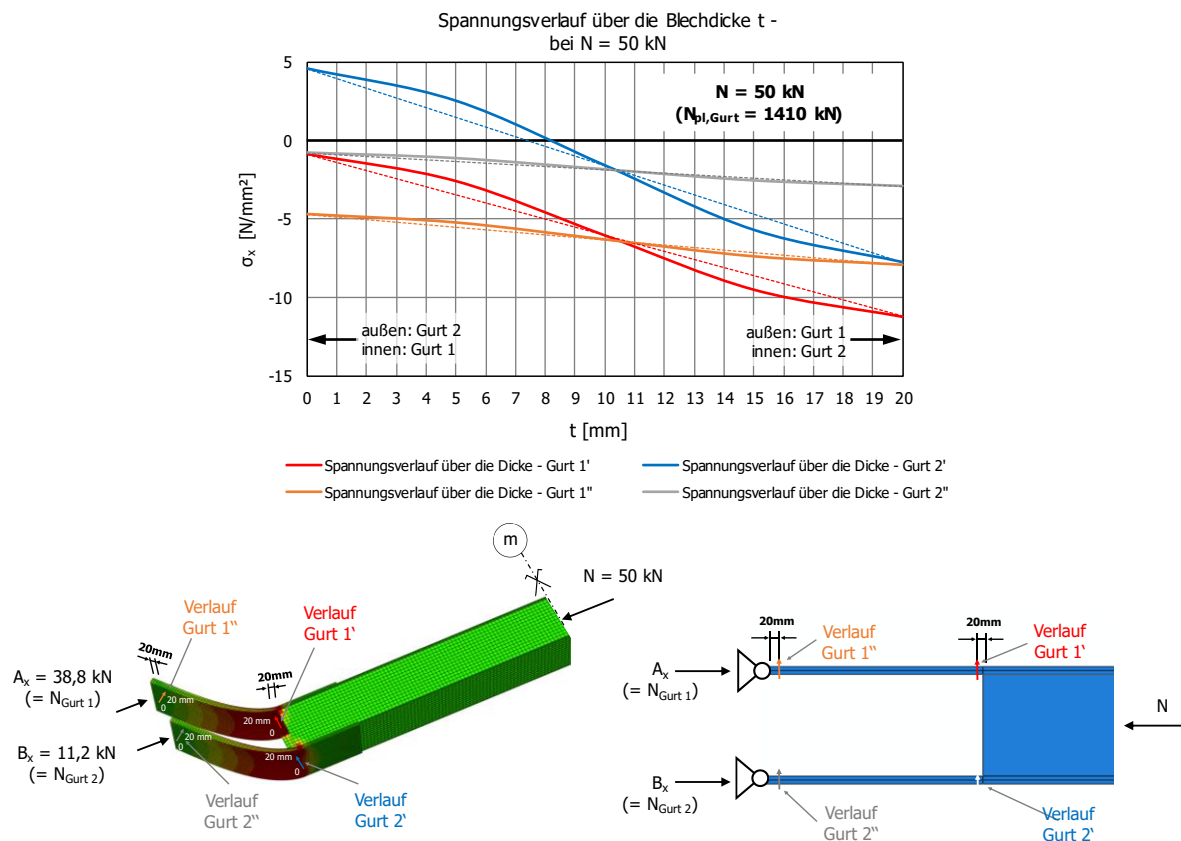 Spannungsverlauf über die Blechdicke t -
bei N = 50 kN
5
0
-5
-10
-15
σx [N/mm²]
N = 50 kN
(Npl,Gurt = 1410 kN)
außen: Gurt 2
innen: Gurt 1
außen: Gurt 1
innen: Gurt 2
0 1 2 3 4 5 6 7 8 9 10 11 12 13 14 15 16 17 18 19 20
t [mm]
Spannungsverlauf über die Dicke - Gurt 1'
Spannungsverlauf über die Dicke - Gurt 2'
Spannungsverlauf über die Dicke - Gurt 1"
Spannungsverlauf über die Dicke - Gurt 2"
m
N = 50 kN
Verlauf
Gurt 1‘‘
Verlauf
Gurt 1‘
20mm
20mm
Ax = 38,8 kN
(= NGurt 1)
20 mm
0
20 mm
0
Bx = 11,2 kN
(= NGurt 2)
20 mm
0
20 mm
0
Verlauf
Gurt 2‘‘
Verlauf
Gurt 2‘
20mm
20mm
Verlauf
Gurt 1‘‘
Verlauf
Gurt 1‘
Ax
(= NGurt 1)
N
Bx
(= NGurt 2)
Verlauf
Gurt 2‘‘
Verlauf
Gurt 2‘